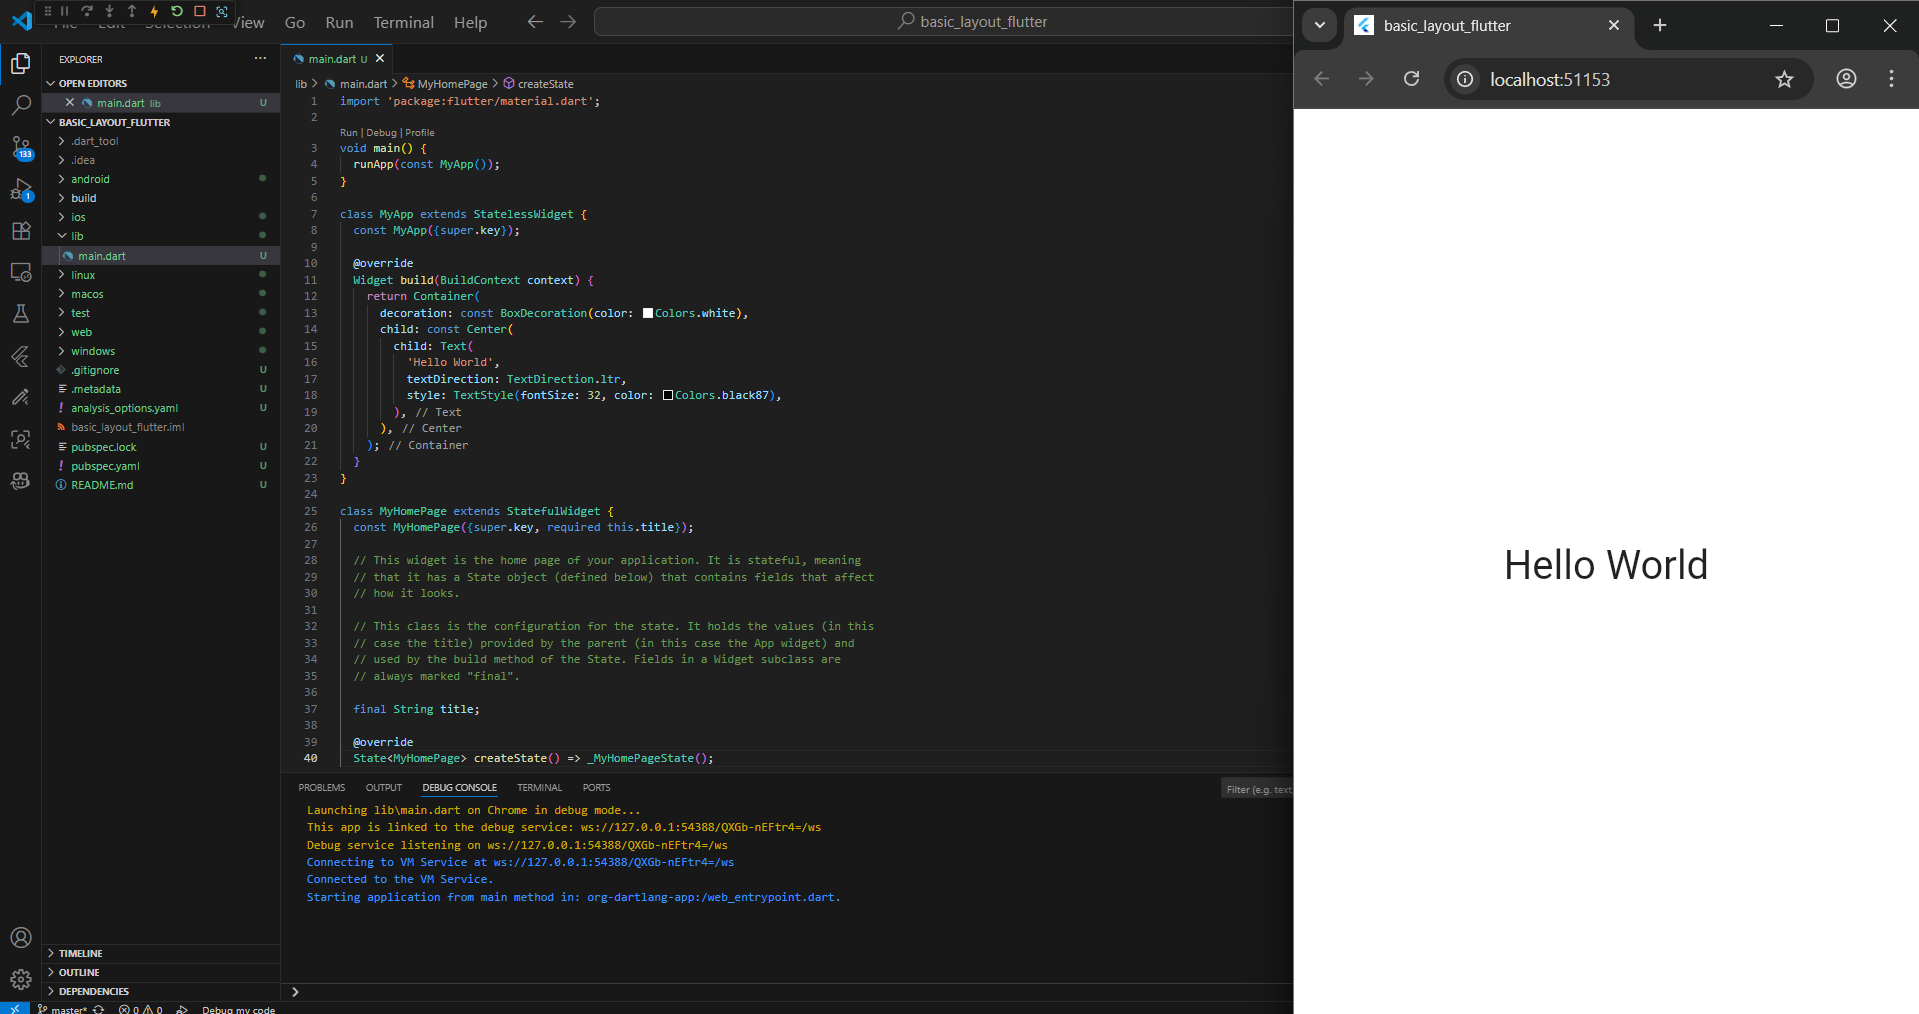 View Go Run Terminal Help
basic_layout_flutter
EXPLORER
OPEN EDITORS
main.dart lib U
BASIC_LAYOUT_FLUTTER
.dart_tool
.idea
android
build
ios
lib
main.dart U
linux
macos
test
web
windows
.gitignore U
.metadata U
analysis_options.yaml U
basic_layout_flutter.iml
pubspec.lock U
pubspec.yaml U
README.md U
133
1
TIMELINE
OUTLINE
DEPENDENCIES
master* 0 0 Debug my code
main.dart U
lib > main.dart > MyHomePage > createState
1 import 'package:flutter/material.dart';
2
Run | Debug | Profile
3 void main() {
4 runApp(const MyApp());
5 }
6
7 class MyApp extends StatelessWidget {
8 const MyApp({super.key});
9
10 @override
11 Widget build(BuildContext context) {
12 return Container(
13 decoration: const BoxDecoration(color: Colors.white),
14 child: const Center(
15 child: Text(
16 'Hello World',
17 textDirection: TextDirection.ltr,
18 style: TextStyle(fontSize: 32, color: Colors.black87),
19 ), // Text
20 ), // Center
21 ); // Container
22 }
23 }
24
25 class MyHomePage extends StatefulWidget {
26 const MyHomePage({super.key, required this.title});
27
28 // This widget is the home page of your application. It is stateful, meaning
29 // that it has a State object (defined below) that contains fields that affect
30 // how it looks.
31
32 // This class is the configuration for the state. It holds the values (in this
33 // case the title) provided by the parent (in this case the App widget) and
34 // used by the build method of the State. Fields in a Widget subclass are
35 // always marked "final".
36
37 final String title;
38
39 @override
40 State<MyHomePage> createState() => _MyHomePageState();
PROBLEMS OUTPUT DEBUG CONSOLE TERMINAL PORTS
Filter (e.g. text,
Launching lib\main.dart on Chrome in debug mode...
This app is linked to the debug service: ws://127.0.0.1:54388/QXGb-nEFtr4=/ws
Debug service listening on ws://127.0.0.1:54388/QXGb-nEFtr4=/ws
Connecting to VM Service at ws://127.0.0.1:54388/QXGb-nEFtr4=/ws
Connected to the VM Service.
Starting application from main method in: org-dartlang-app:/web_entrypoint.dart.
basic_layout_flutter
localhost:51153
Hello World